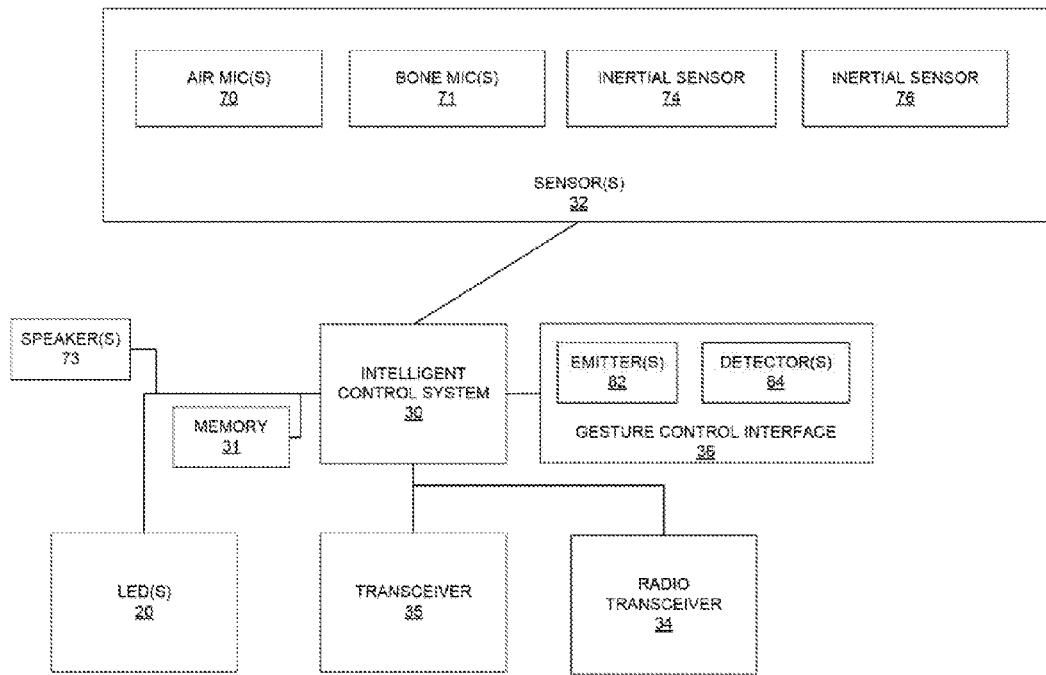 AIR MIC(S)
70
BONE MIC(S)
71
INERTIAL SENSOR
74
INERTIAL SENSOR
76
SENSOR(S)
32
SPEAKER(S)
73
INTELLIGENT
CONTROL SYSTEM
30
EMITTER(S)
82
DETECTOR(S)
84
GESTURE CONTROL INTERFACE
36
MEMORY
31
LED(S)
20
TRANSCEIVER
35
RADIO
TRANSCEIVER
34